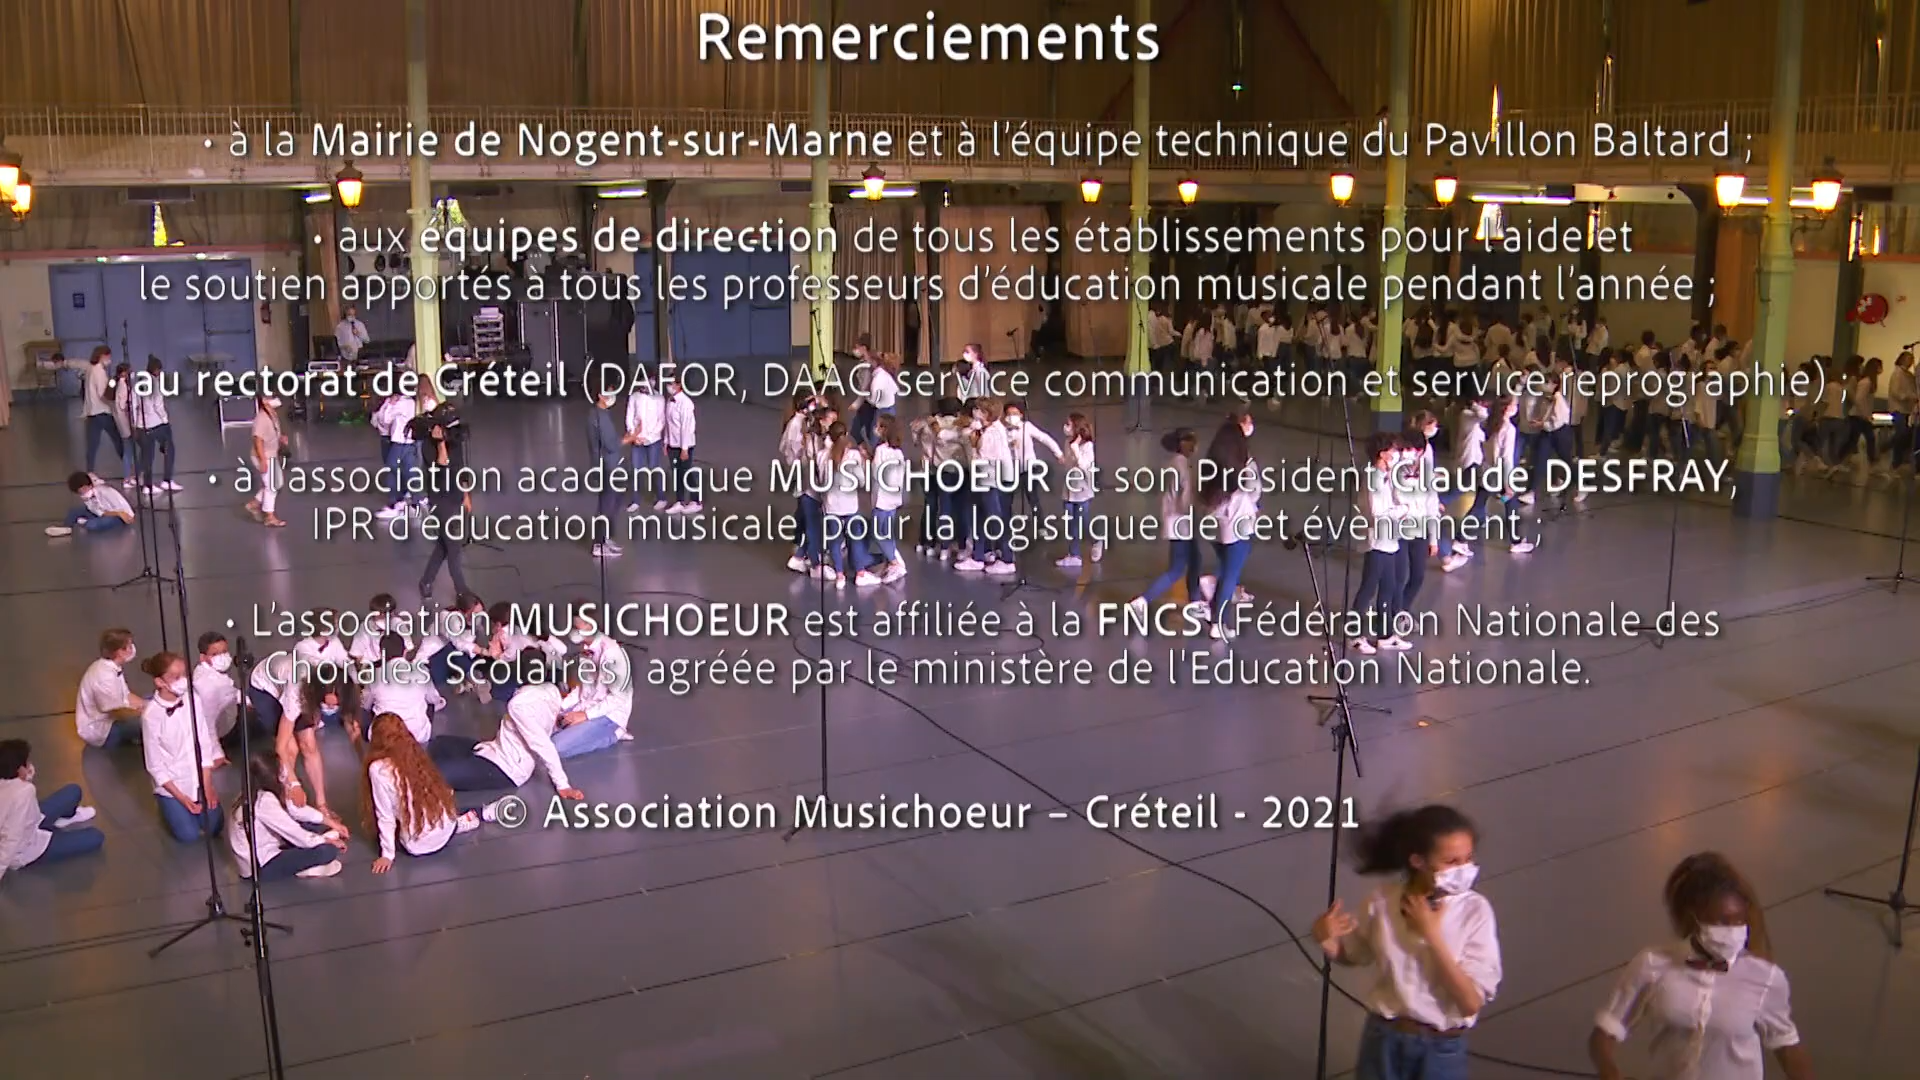 Remerciements
• à la Mairie de Nogent-sur-Marne et à l'équipe technique du Pavillon Baltard ;
• aux équipes de direction de tous les établissements pour l'aide et
le soutien apportés à tous les professeurs d'éducation musicale pendant l'année ;
• au rectorat de Créteil (DAFOR, DAAC, service communication et service reprographie) ;
• à l'association académique MUSICHOEUR et son Président Claude DESFRAY,
IPR d'éducation musicale, pour la logistique de cet évènement ;
• L'association MUSICHOEUR est affiliée à la FNCS (Fédération Nationale des
Chorales Scolaires) agréée par le ministère de l'Education Nationale.
© Association Musichoeur – Créteil - 2021